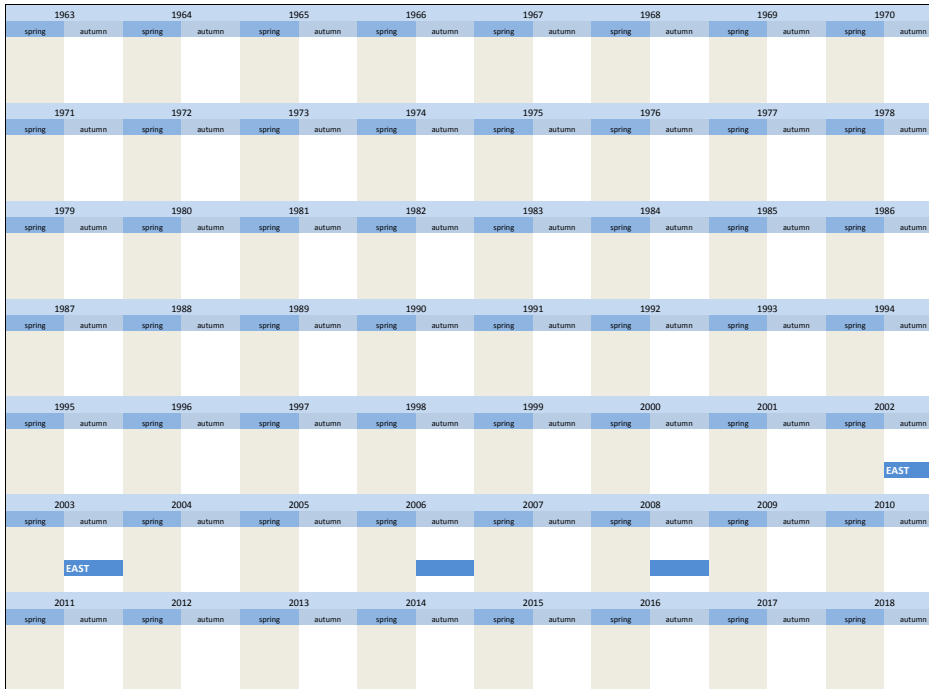 1963 1964 1965 1966 1967 1968 1969 1970
spring autumn spring autumn spring autumn spring autumn spring autumn spring autumn spring autumn spring autumn
1971 1972 1973 1974 1975 1976 1977 1978
spring autumn spring autumn spring autumn spring autumn spring autumn spring autumn spring autumn spring autumn
1979 1980 1981 1982 1983 1984 1985 1986
spring autumn spring autumn spring autumn spring autumn spring autumn spring autumn spring autumn spring autumn
1987 1988 1989 1990 1991 1992 1993 1994
spring autumn spring autumn spring autumn spring autumn spring autumn spring autumn spring autumn spring autumn
1995 1996 1997 1998 1999 2000 2001 2002
spring autumn spring autumn spring autumn spring autumn spring autumn spring autumn spring autumn spring autumn
EAST
2003 2004 2005 2006 2007 2008 2009 2010
spring autumn spring autumn spring autumn spring autumn spring autumn spring autumn spring autumn spring autumn
EAST
2011 2012 2013 2014 2015 2016 2017 2018
spring autumn spring autumn spring autumn spring autumn spring autumn spring autumn spring autumn spring autumn